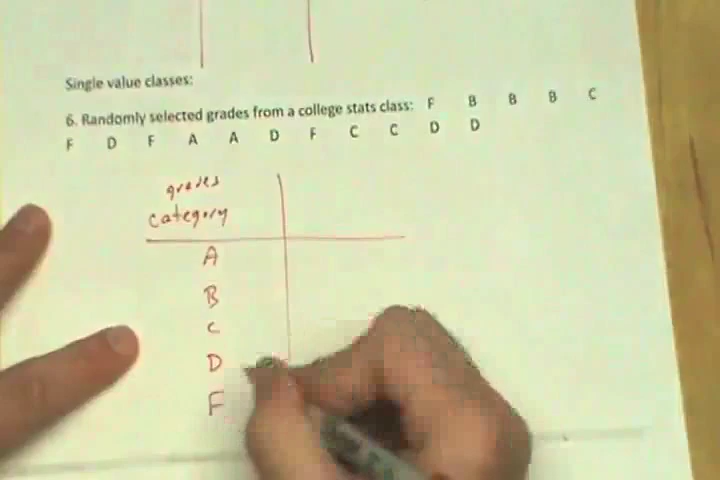 Single value classes:
6. Randomly selected grades from a college stats class: F B B B C
F D F A A D F C C D D
grades
category
A
B
C
D
F